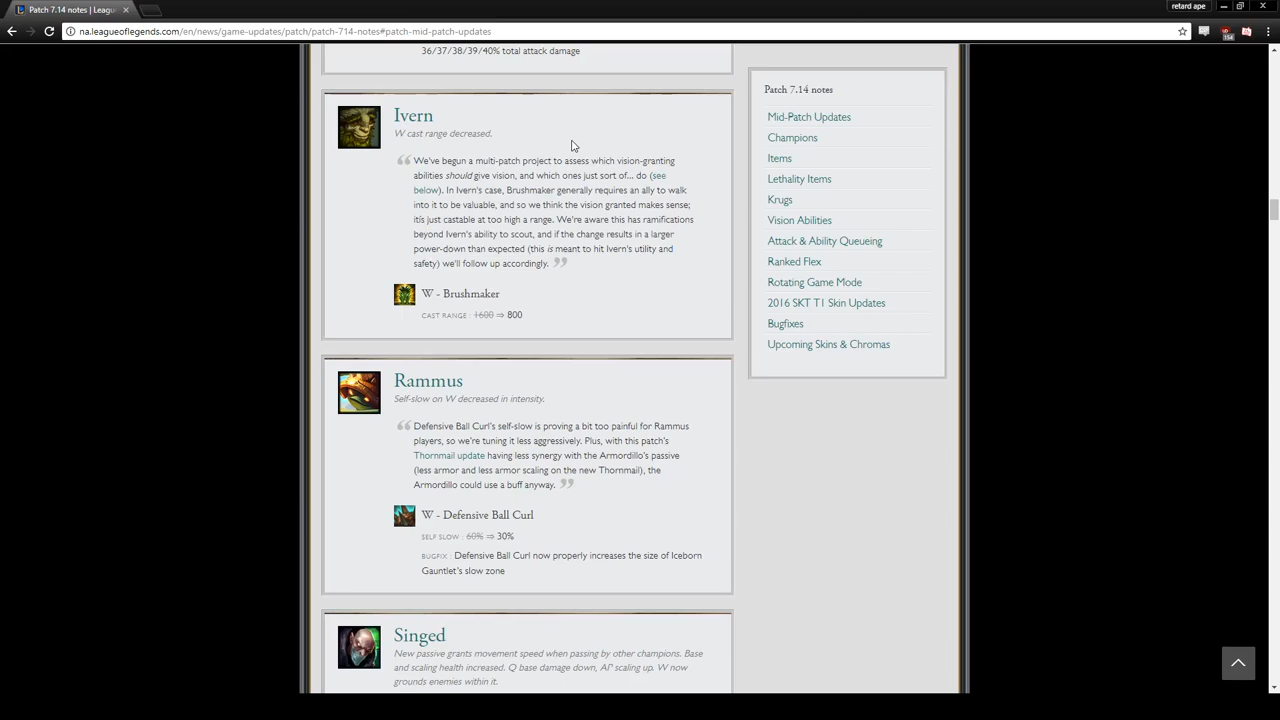 Patch 7.14 notes | Leagu
retard ape
na.leagueoflegends.com/en/news/game-updates/patch/patch-714-notes#patch-mid-patch-updates
154
36/37/38/39/40% total attack damage
Ivern
W cast range decreased.
We've begun a multi-patch project to assess which vision-granting
abilities should give vision, and which ones just sort of... do (see
below). In Ivern's case, Brushmaker generally requires an ally to walk
into it to be valuable, and so we think the vision granted makes sense;
it's just castable at too high a range. We're aware this has ramifications
beyond Ivern's ability to scout, and if the change results in a larger
power-down than expected (this is meant to hit Ivern's utility and
safety) we'll follow up accordingly.
W - Brushmaker
CAST RANGE : 1600 ⇒ 800
Rammus
Self-slow on W decreased in intensity.
Defensive Ball Curl's self-slow is proving a bit too painful for Rammus
players, so we're tuning it less aggressively. Plus, with this patch's
Thornmail update having less synergy with the Armordillo's passive
(less armor and less armor scaling on the new Thornmail), the
Armordillo could use a buff anyway.
W - Defensive Ball Curl
SELF SLOW : 60% ⇒ 30%
BUGFIX : Defensive Ball Curl now properly increases the size of Iceborn
Gauntlet's slow zone
Singed
New passive grants movement speed when passing by other champions. Base
and scaling health increased. Q base damage down, AP scaling up. W now
grounds enemies within it.
Patch 7.14 notes
Mid-Patch Updates
Champions
Items
Lethality Items
Krugs
Vision Abilities
Attack & Ability Queueing
Ranked Flex
Rotating Game Mode
2016 SKT T1 Skin Updates
Bugfixes
Upcoming Skins & Chromas